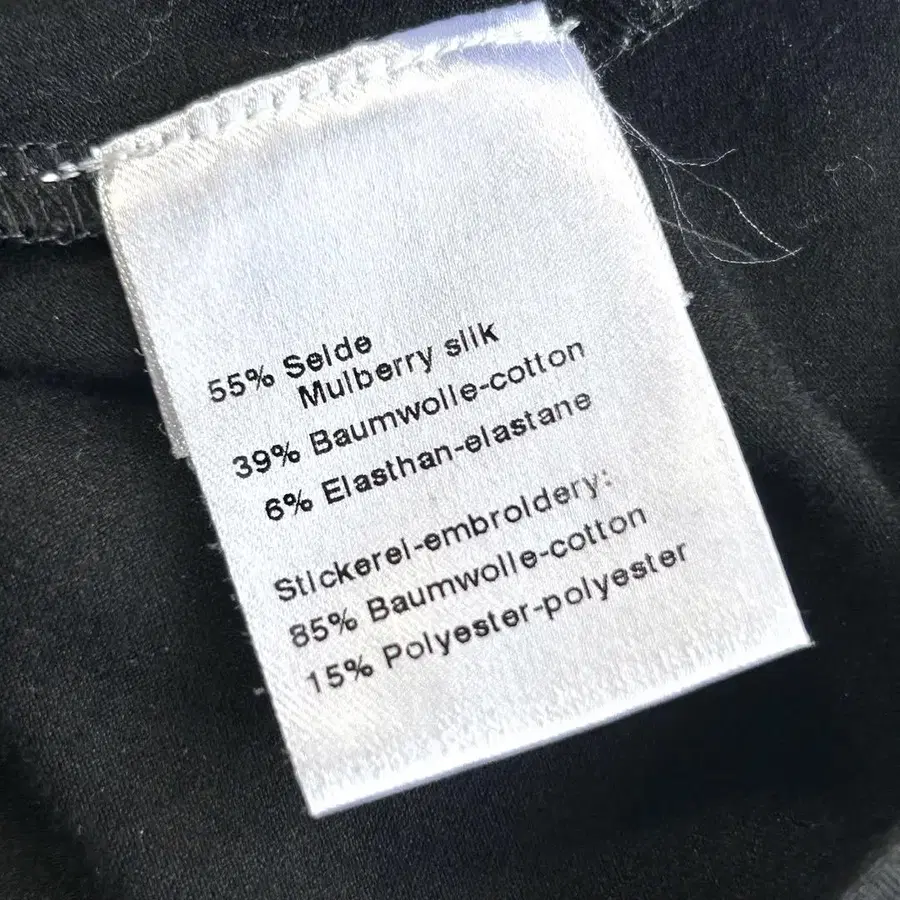 55% Seide
Mulberry silk
39% Baumwolle-cotton
6% Elasthan-elastane
Stickerei-embroidery:
85% Baumwolle-cotton
15% Polyester-polyester